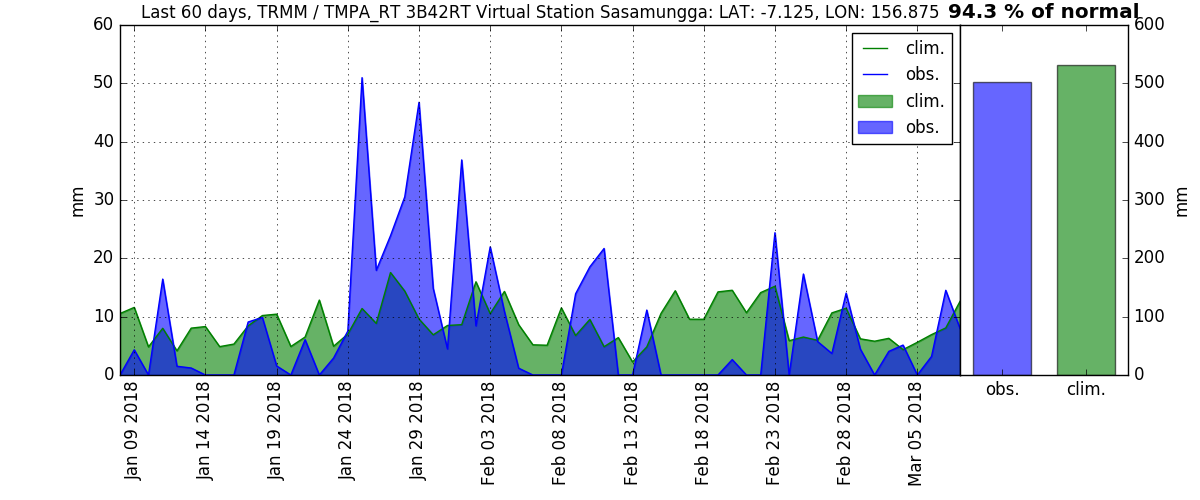 Last 60 days, TRMM / TMPA_RT 3B42RT Virtual Station Sasamungga: LAT: -7.125, LON: 156.875
94.3 % of normal
mm
60
50
40
30
20
10
0
clim.
obs.
clim.
obs.
Jan 09 2018
Jan 14 2018
Jan 19 2018
Jan 24 2018
Jan 29 2018
Feb 03 2018
Feb 08 2018
Feb 13 2018
Feb 18 2018
Feb 23 2018
Feb 28 2018
Mar 05 2018
600
500
400
300
200
100
0
mm
obs.
clim.